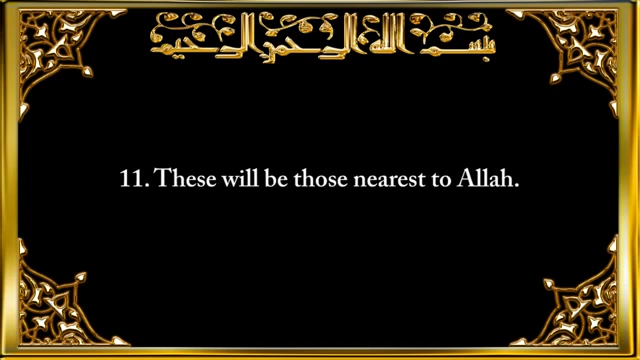 بسم الله الرحمن الرحيم
11. These will be those nearest to Allah.